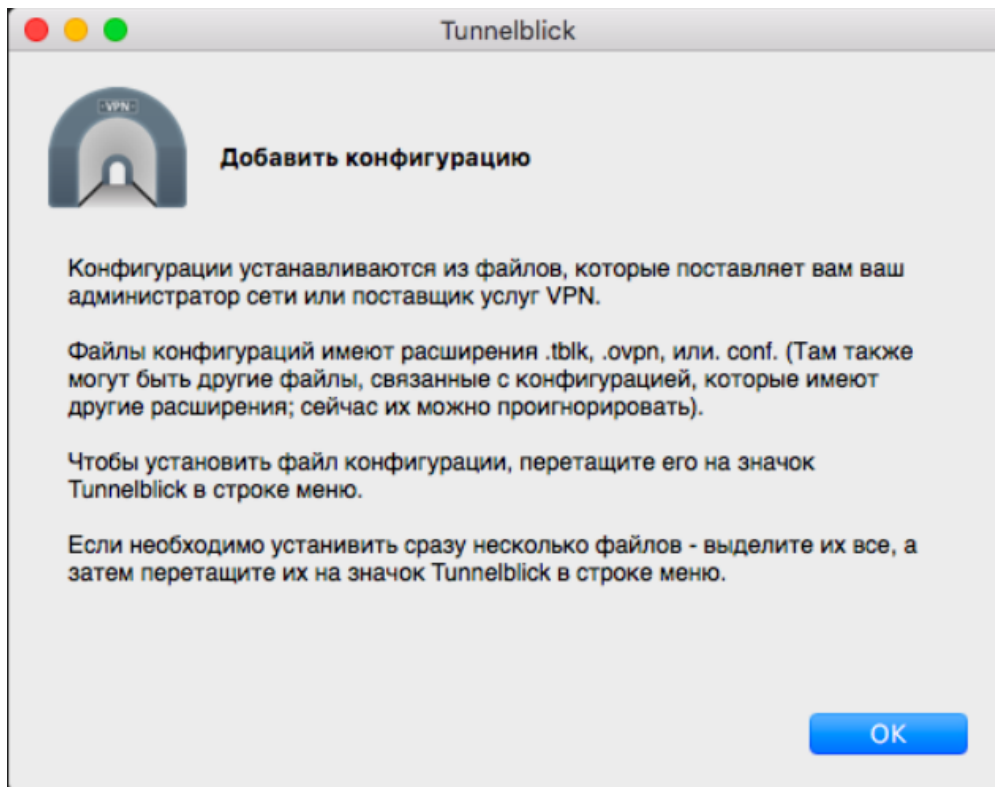 Tunnelblick
VPN
Добавить конфигурацию
Конфигурации устанавливаются из файлов, которые поставляет вам ваш
администратор сети или поставщик услуг VPN.
Файлы конфигураций имеют расширения .tblk, .ovpn, или. conf. (Там также
могут быть другие файлы, связанные с конфигурацией, которые имеют
другие расширения; сейчас их можно проигнорировать).
Чтобы установить файл конфигурации, перетащите его на значок
Tunnelblick в строке меню.
Если необходимо устанивить сразу несколько файлов - выделите их все, а
затем перетащите их на значок Tunnelblick в строке меню.
OK